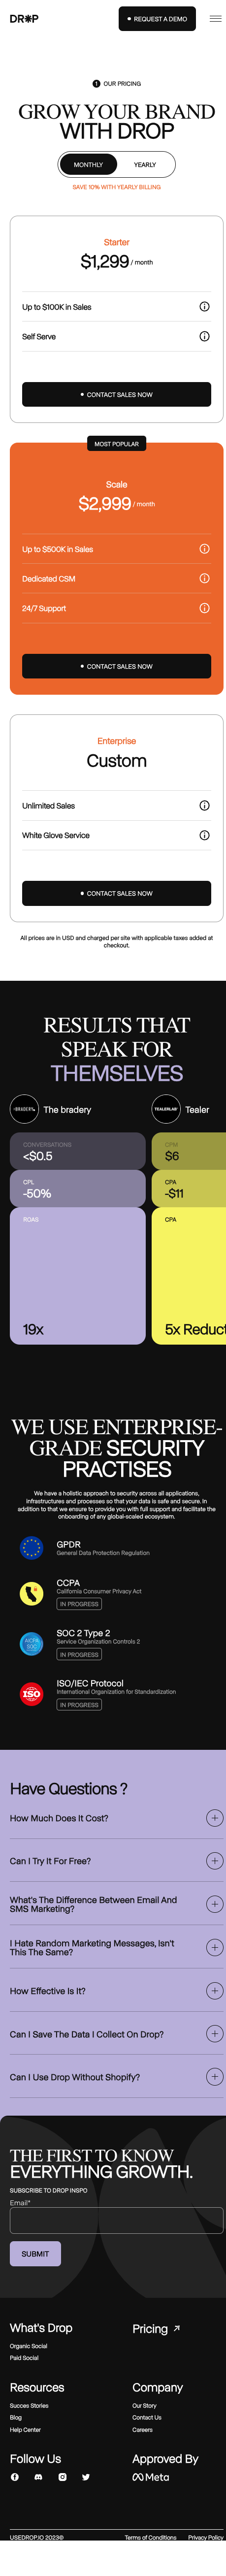 DROP
REQUEST A DEMO
1 OUR PRICING
GROW YOUR BRAND
WITH DROP
MONTHLY
YEARLY
SAVE 10% WITH YEARLY BILLING
Starter
$1,299 / month
Up to $100K in Sales
Self Serve
CONTACT SALES NOW
MOST POPULAR
Scale
$2,999 / month
Up to $500K in Sales
Dedicated CSM
24/7 Support
CONTACT SALES NOW
Enterprise
Custom
Unlimited Sales
White Glove Service
CONTACT SALES NOW
All prices are in USD and charged per site with applicable taxes added at
checkout.
RESULTS THAT
SPEAK FOR
THEMSELVES
BRADERY
The bradery
TEALERLAB
Tealer
CONVERSATIONS
<$0.5
CPL
-50%
ROAS
19x
CPM
$6
CPA
-$11
CPA
5x Reduct
WE USE ENTERPRISE-
GRADE SECURITY
PRACTISES
We have a holistic approach to security across all applications,
infrastructures and processes so that your data is safe and secure. In
addition to that we ensure to provide you with full support and facilitate the
onboarding of any global-scaled ecosystem.
GPDR
General Data Protection Regulation
CCPA
California Consumer Privacy Act
IN PROGRESS
AICPA
SOC
SOC 2 Type 2
Service Organization Controls 2
IN PROGRESS
ISO
ISO/IEC Protocol
International Organization for Standardization
IN PROGRESS
Have Questions ?
How Much Does It Cost?
Can I Try It For Free?
What's The Difference Between Email And
SMS Marketing?
I Hate Random Marketing Messages, Isn't
This The Same?
How Effective Is It?
Can I Save The Data I Collect On Drop?
Can I Use Drop Without Shopify?
THE FIRST TO KNOW
EVERYTHING GROWTH.
SUBSCRIBE TO DROP INSPO
Email*
SUBMIT
What's Drop
Organic Social
Paid Social
Pricing
Resources
Succes Stories
Blog
Help Center
Company
Our Story
Contact Us
Careers
Follow Us
Approved By
Meta
USEDROP.IO 2023©
Terms of Conditions
Privacy Policy